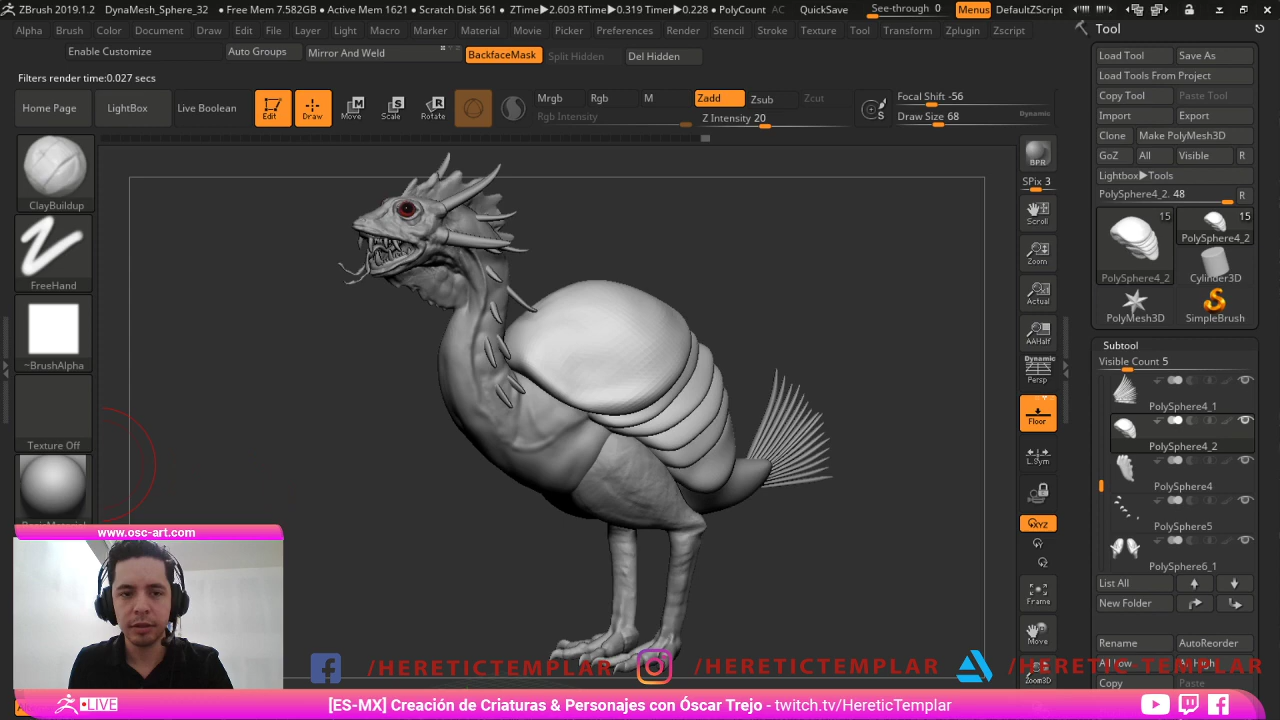 ZBrush 2019.1.2 DynaMesh_Sphere_32 • Free Mem 7.582GB • Active Mem 1621 • Scratch Disk 561 • ZTime▶2.603 RTime▶0.319 Timer▶0.228 • PolyCount AC QuickSave See-through 0 Menus DefaultZScript
Alpha Brush Color Document Draw Edit File Layer Light Macro Marker Material Movie Picker Preferences Render Stencil Stroke Texture Tool Transform Zplugin Zscript
Enable Customize Auto Groups Mirror And Weld BackfaceMask Split Hidden Del Hidden
Filters render time:0.027 secs
Home Page LightBox Live Boolean Edit Draw Move Scale Rotate
Mrgb Rgb M Zadd Zsub Zcut
Rgb Intensity Z Intensity 20
Focal Shift -56
Draw Size 68 Dynamic
ClayBuildup
FreeHand
~BrushAlpha
Texture Off
BPR
SPix 3
Scroll
Zoom
Actual
AAHalf
Dynamic
Persp
Floor
L.Sym
XYZ
Frame
Move
Zoom3D
Tool
Load Tool Save As
Load Tools From Project
Copy Tool Paste Tool
Import Export
Clone Make PolyMesh3D
GoZ All Visible R
Lightbox▶Tools
PolySphere4_2. 48 R
15 15
PolySphere4_2 PolySphere4_2
Cylinder3D
PolyMesh3D SimpleBrush
Subtool
Visible Count 5
PolySphere4_1
PolySphere4_2
PolySphere4
PolySphere5
PolySphere6_1
List All
New Folder
Rename AutoReorder
Copy Paste
www.osc-art.com
/HERETICTEMPLAR /HERETICTEMPLAR /HERETIC-TEMPLAR
LIVE [ES-MX] Creación de Criaturas & Personajes con Óscar Trejo - twitch.tv/HereticTemplar